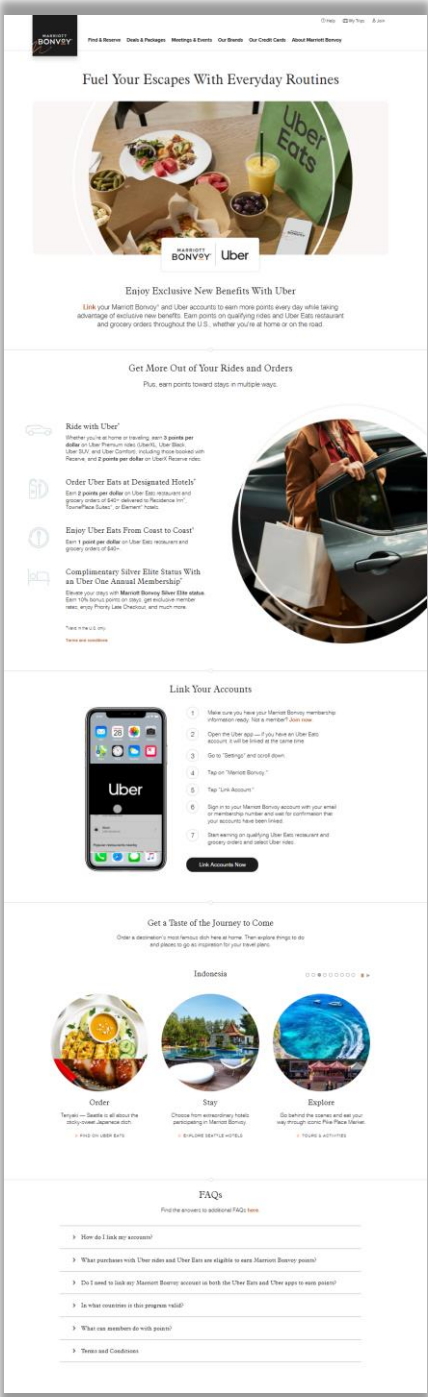 Help My Trips Join
MARRIOTT
BONVOY
Find & Reserve Deals & Packages Meetings & Events Our Brands Our Credit Cards About Marriott Bonvoy
Fuel Your Escapes With Everyday Routines
Uber
Eats
MARRIOTT
BONVOY Uber
Enjoy Exclusive New Benefits With Uber
Link your Marriott Bonvoy® and Uber accounts to earn more points every day while taking
advantage of exclusive new benefits. Earn points on qualifying rides and Uber Eats restaurant
and grocery orders throughout the U.S., whether you're at home or on the road.
Get More Out of Your Rides and Orders
Plus, earn points toward stays in multiple ways.
Ride with Uber*
Whether you're at home or traveling, earn 3 points per
dollar on Uber Premium rides (UberXL, Uber Black,
Uber SUV, and Uber Comfort), including those booked with
Reserve, and 2 points per dollar on UberX Reserve rides.
Order Uber Eats at Designated Hotels*
Earn 2 points per dollar on Uber Eats restaurant and
grocery orders of $40+ delivered to Residence Inn®,
TownePlace Suites®, or Element® hotels.
Enjoy Uber Eats From Coast to Coast*
Earn 1 point per dollar on Uber Eats restaurant and
grocery orders of $40+.
Complimentary Silver Elite Status With
an Uber One Annual Membership*
Elevate your stays with Marriott Bonvoy Silver Elite status.
Earn 10% bonus points on stays, get exclusive member
rates, enjoy Priority Late Checkout, and much more.
*Valid in the U.S. only.
Terms and conditions
Link Your Accounts
26
Uber
1 Make sure you have your Marriott Bonvoy membership
information ready. Not a member? Join now.
2 Open the Uber app — if you have an Uber Eats
account, it will be linked at the same time.
3 Go to "Settings" and scroll down.
4 Tap on "Marriott Bonvoy."
5 Tap "Link Account."
6 Sign in to your Marriott Bonvoy account with your email
or membership number and wait for confirmation that
your accounts have been linked.
7 Start earning on qualifying Uber Eats restaurant and
grocery orders and select Uber rides.
Link Accounts Now
Get a Taste of the Journey to Come
Order a destination's most famous dish here at home. Then explore things to do
and places to go as inspiration for your travel plans.
Indonesia
Order Stay Explore
Teriyaki — Seattle is all about the
sticky-sweet Japanese dish.
> FIND ON UBER EATS
Choose from extraordinary hotels
participating in Marriott Bonvoy.
> EXPLORE SEATTLE HOTELS
Go behind the scenes and eat your
way through iconic Pike Place Market.
> TOURS & ACTIVITIES
FAQs
Find the answers to additional FAQs here.
> How do I link my accounts?
> What purchases with Uber rides and Uber Eats are eligible to earn Marriott Bonvoy points?
> Do I need to link my Marriott Bonvoy account in both the Uber Eats and Uber apps to earn points?
> In what countries is this program valid?
> What can members do with points?
> Terms and Conditions